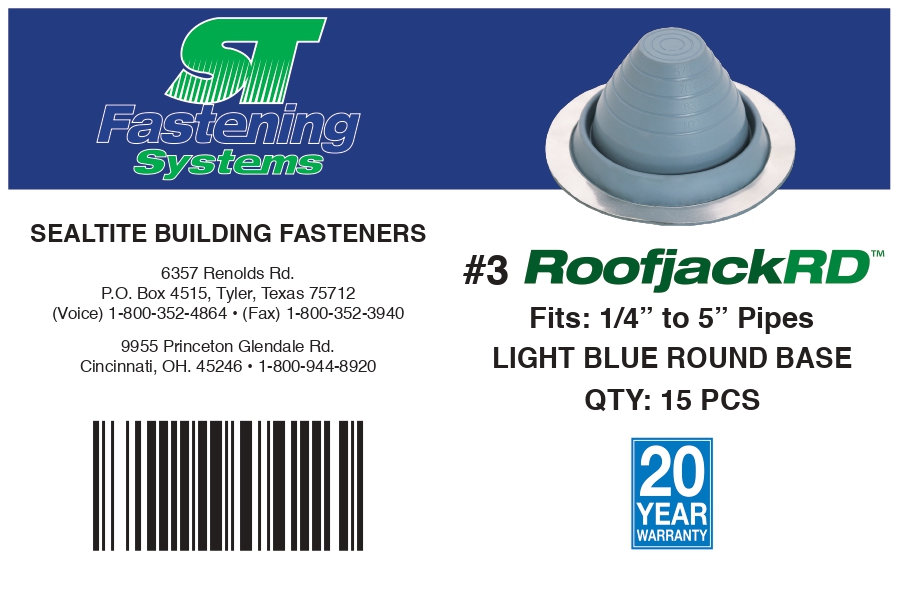 ST
Fastening
Systems
SEALTITE BUILDING FASTENERS
6357 Renolds Rd.
P.O. Box 4515, Tyler, Texas 75712
(Voice) 1-800-352-4864 • (Fax) 1-800-352-3940
9955 Princeton Glendale Rd.
Cincinnati, OH. 45246 • 1-800-944-8920
#3 RoofjackRD™
Fits: 1/4” to 5” Pipes
LIGHT BLUE ROUND BASE
QTY: 15 PCS
20
YEAR
WARRANTY